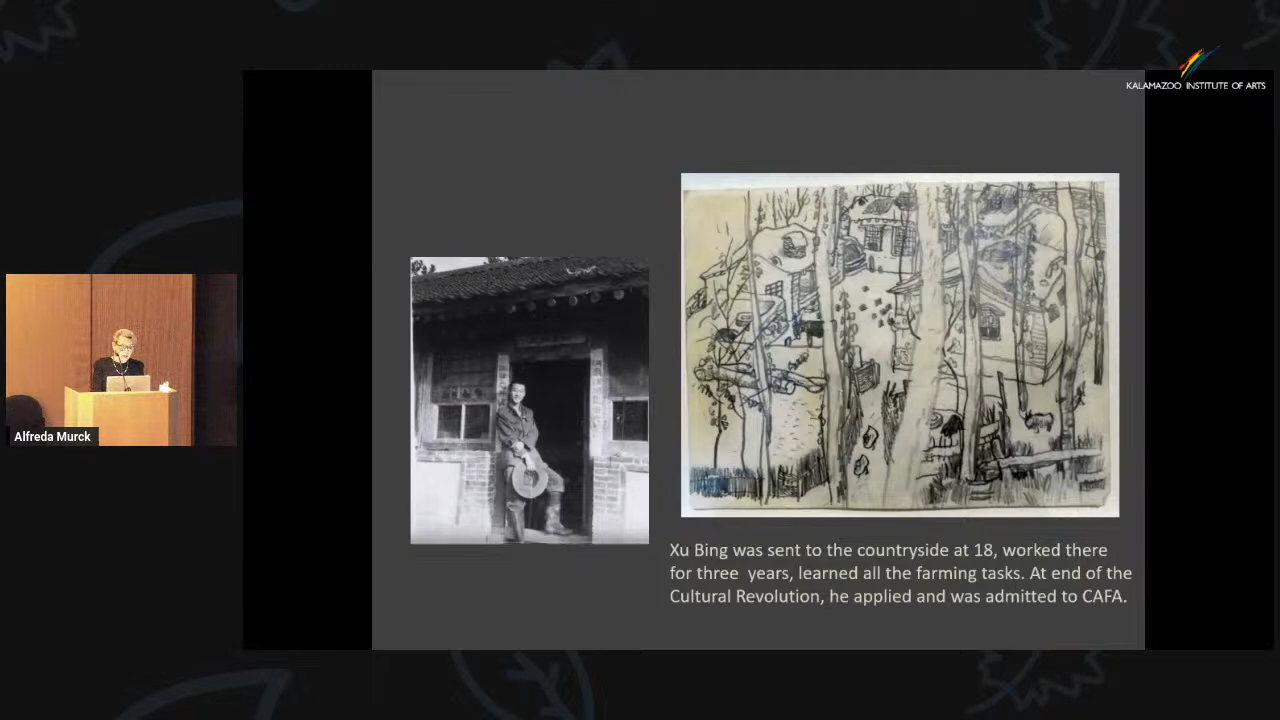 KALAMAZOO INSTITUTE OF ARTS
Alfreda Murck
Xu Bing was sent to the countryside at 18, worked there
for three years, learned all the farming tasks. At end of the
Cultural Revolution, he applied and was admitted to CAFA.